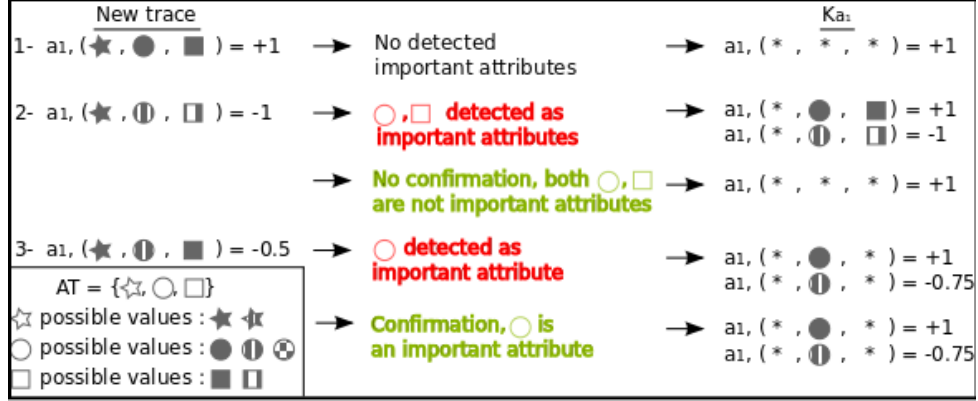 New trace
Ka₁
1- a₁, ( , , ) = +1
No detected
important attributes
a₁, ( * , * , * ) = +1
2- a₁, ( , , ) = -1
, detected as
important attributes
a₁, ( * , , ) = +1
a₁, ( * , , ) = -1
No confirmation, both ,
are not important attributes
a₁, ( * , * , * ) = +1
3- a₁, ( , , ) = -0.5
detected as
important attribute
a₁, ( * , , * ) = +1
a₁, ( * , , * ) = -0.75
Confirmation, is
an important attribute
a₁, ( * , , * ) = +1
a₁, ( * , , * ) = -0.75
AT = { , , }
possible values :
possible values :
possible values :